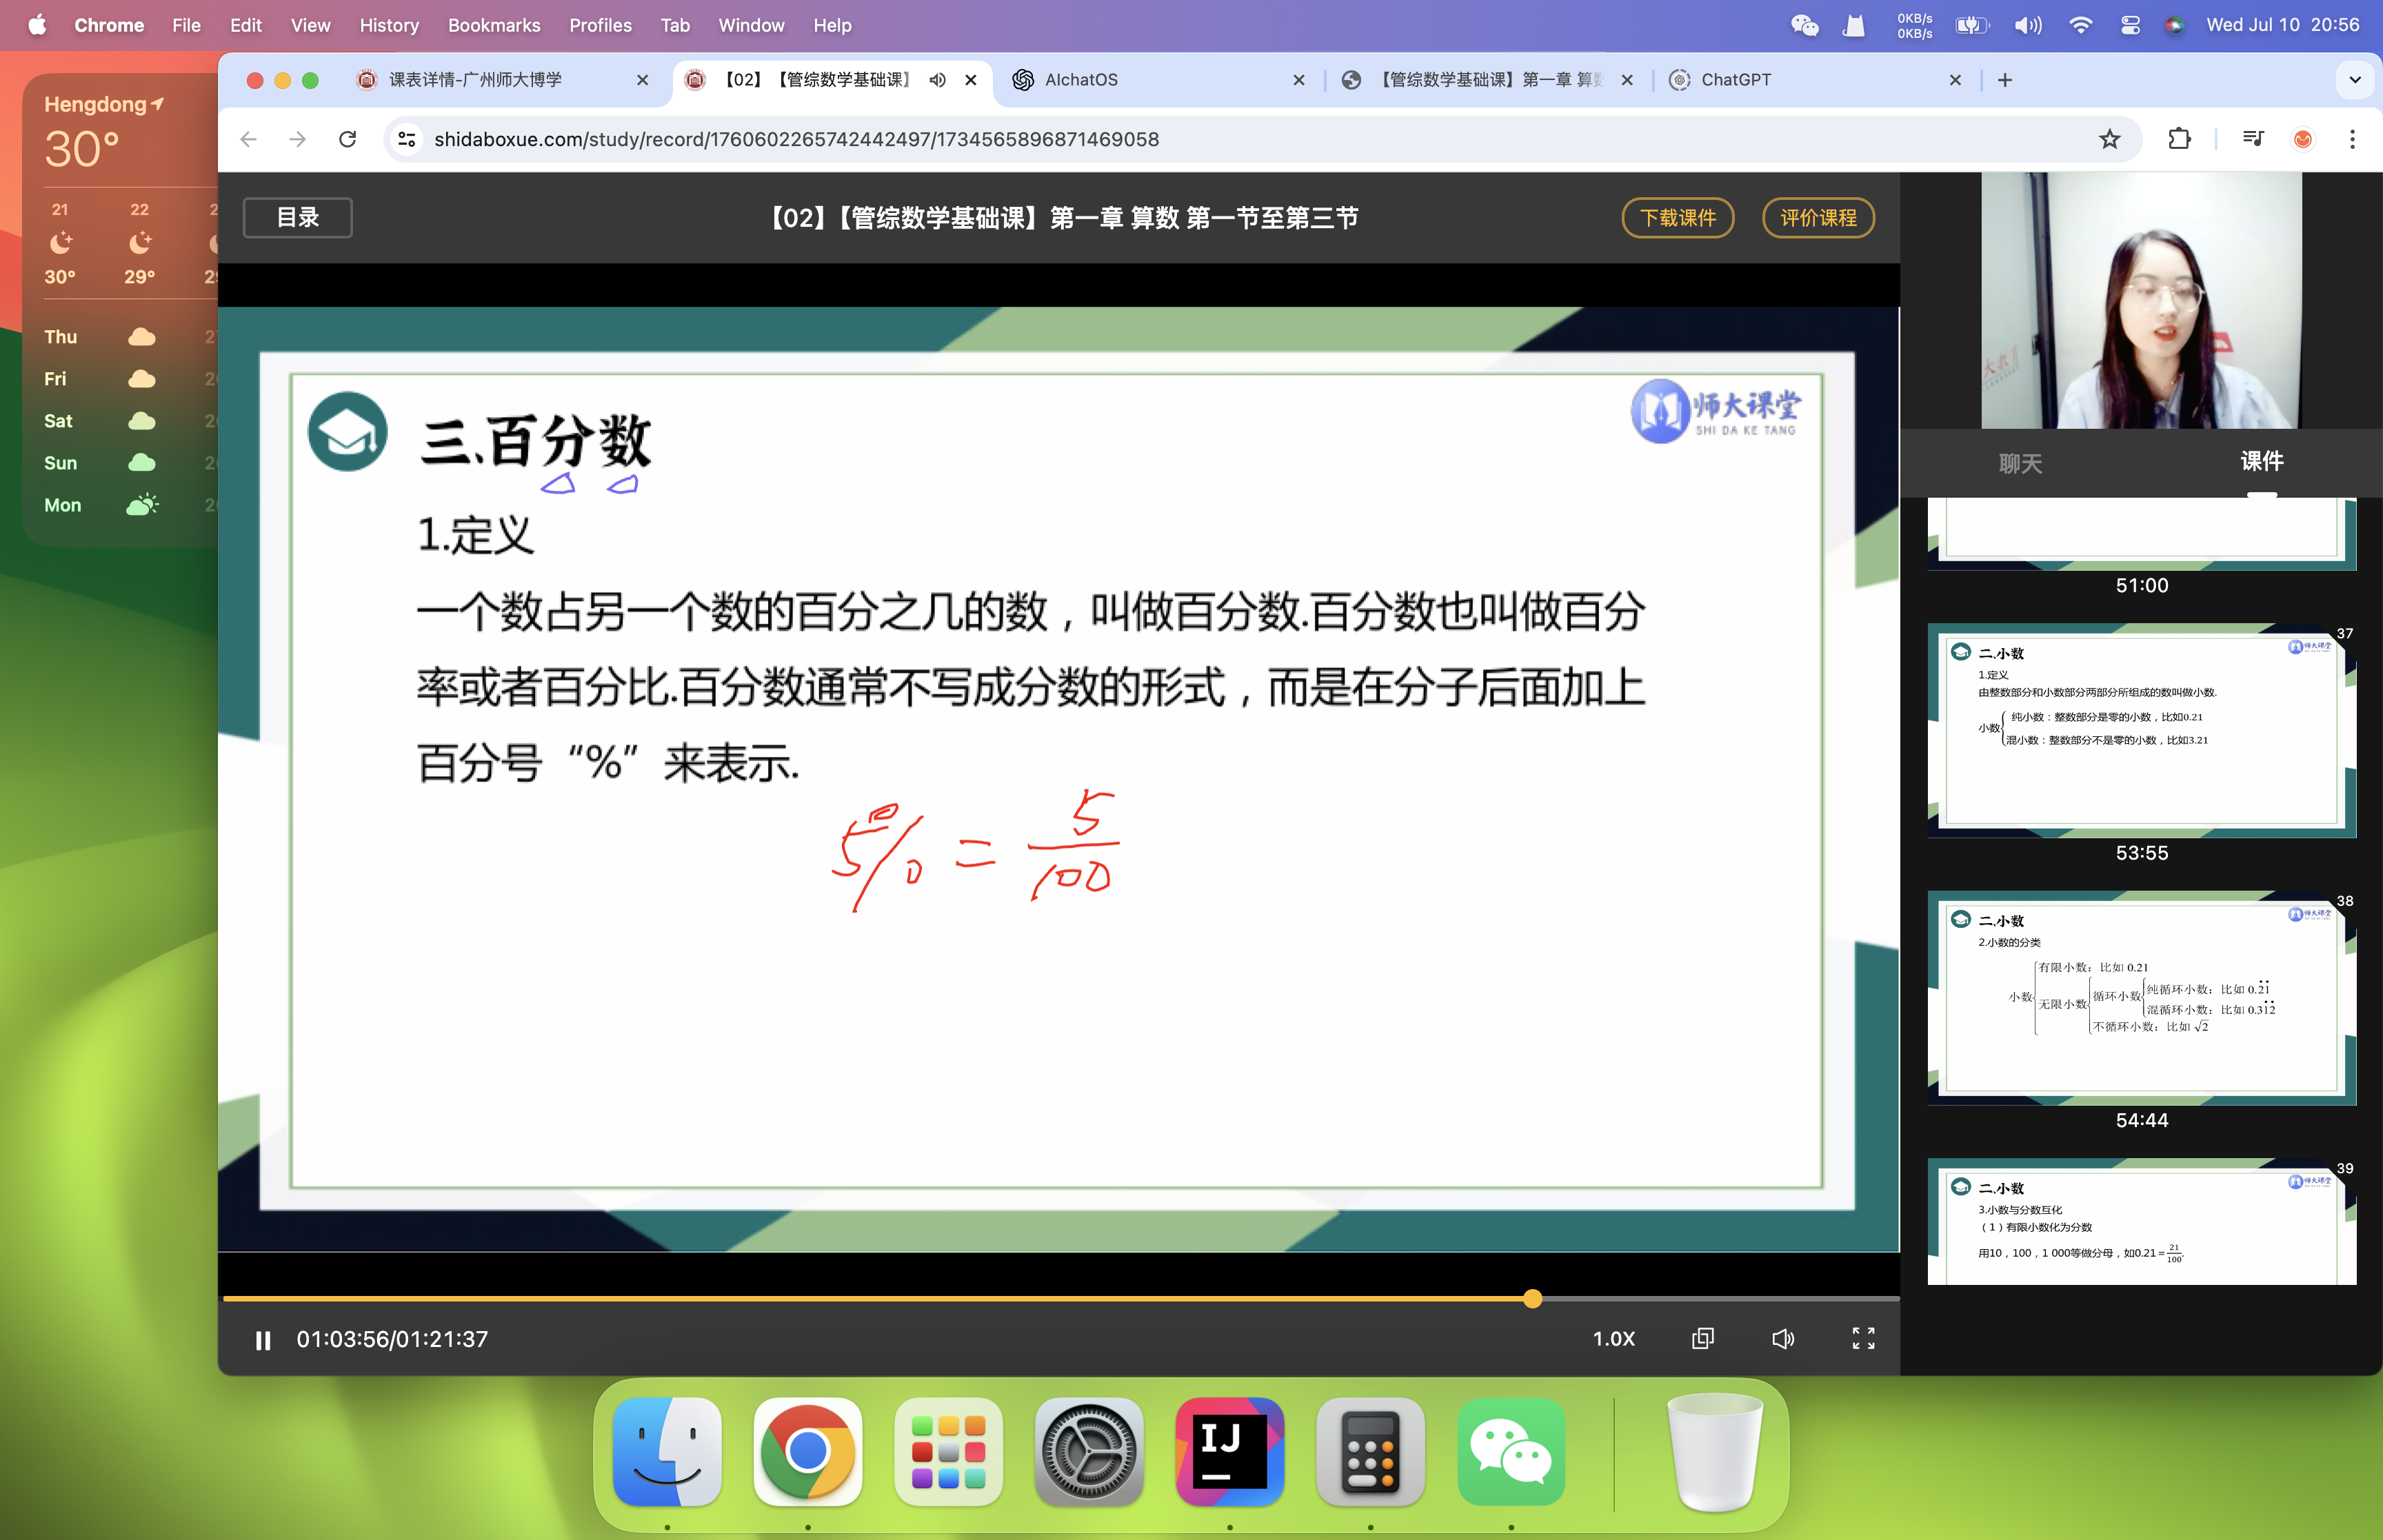 Chrome File Edit View History Bookmarks Profiles Tab Window Help
0KB/s
0KB/s
Wed Jul 10 20:56
Hengdong
30°
21 22
30° 29°
Thu
Fri
Sat
Sun
Mon
课表详情-广州师大博学
【02】【管综数学基础课】
AIchatOS
【管综数学基础课】第一章 算
ChatGPT
shidaboxue.com/study/record/1760602265742442497/1734565896871469058
目录
【02】【管综数学基础课】第一章 算数 第一节至第三节
下载课件
评价课程
师大课堂
SHI DA KE TANG
三.百分数
1.定义
一个数占另一个数的百分之几的数，叫做百分数.百分数也叫做百分
率或者百分比.百分数通常不写成分数的形式，而是在分子后面加上
百分号“%”来表示.
5% = 5/100
01:03:56/01:21:37
1.0X
聊天
课件
51:00
37
师大课堂
二.小数
1.定义
由整数部分和小数部分两部分所组成的数叫做小数.
小数
纯小数：整数部分是零的小数，比如0.21
混小数：整数部分不是零的小数，比如3.21
53:55
38
师大课堂
二.小数
2.小数的分类
小数
有限小数：比如 0.21
无限小数
循环小数
纯循环小数：比如 0.2̇1̇
混循环小数：比如 0.31̇2̇
不循环小数：比如 √2
54:44
39
师大课堂
二.小数
3.小数与分数互化
（1）有限小数化为分数
用10，100，1 000等做分母，如0.21=21/100.
IJ